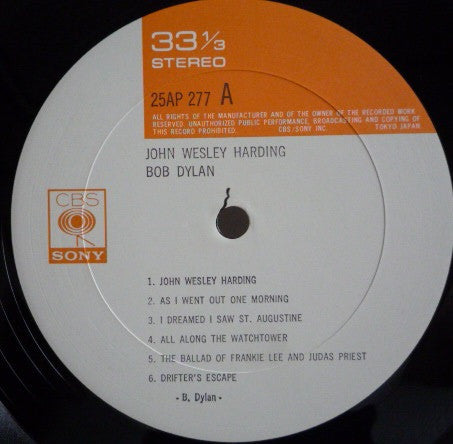 33 1/3
STEREO
25AP 277 A
ALL RIGHTS OF THE MANUFACTURER AND OF THE OWNER OF THE RECORDED WORK
RESERVED. UNAUTHORIZED PUBLIC PERFORMANCE, BROADCASTING AND COPYING OF
THIS RECORD PROHIBITED CBS/SONY INC TOKYO JAPAN
JOHN WESLEY HARDING
BOB DYLAN
CBS
SONY
1. JOHN WESLEY HARDING
2. AS I WENT OUT ONE MORNING
3. I DREAMED I SAW ST. AUGUSTINE
4. ALL ALONG THE WATCHTOWER
5. THE BALLAD OF FRANKIE LEE AND JUDAS PRIEST
6. DRIFTER'S ESCAPE
- B. Dylan -